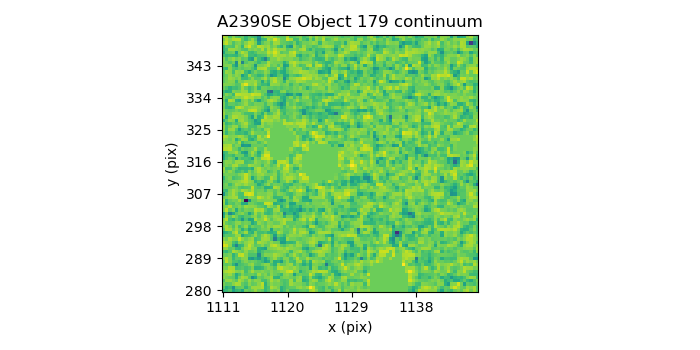 A2390SE Object 179 continuum
343
334
325
316
307
298
289
280
y (pix)
1111 1120 1129 1138
x (pix)